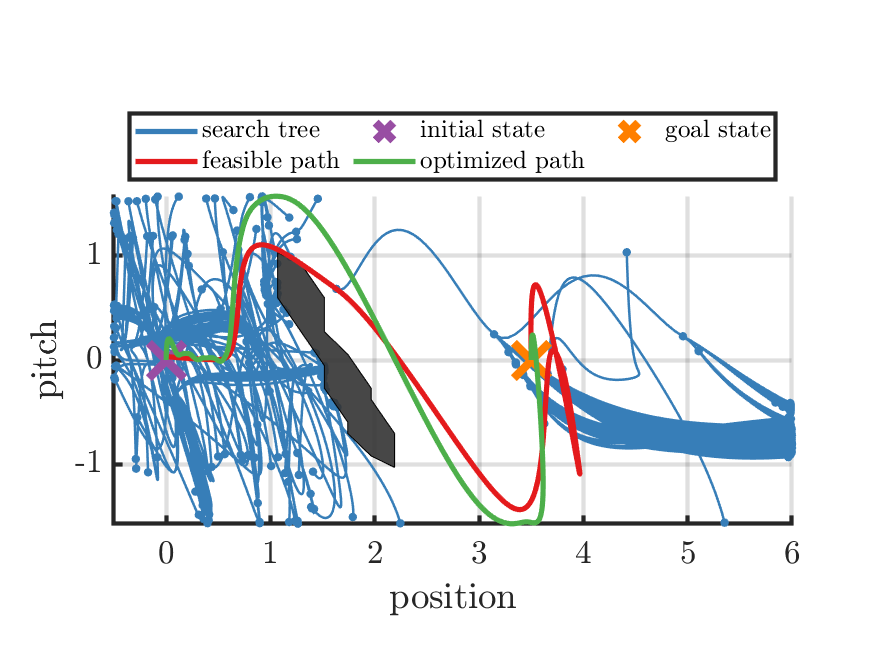 search tree initial state goal state
feasible path optimized path
1
0
-1
pitch
0 1 2 3 4 5 6
position